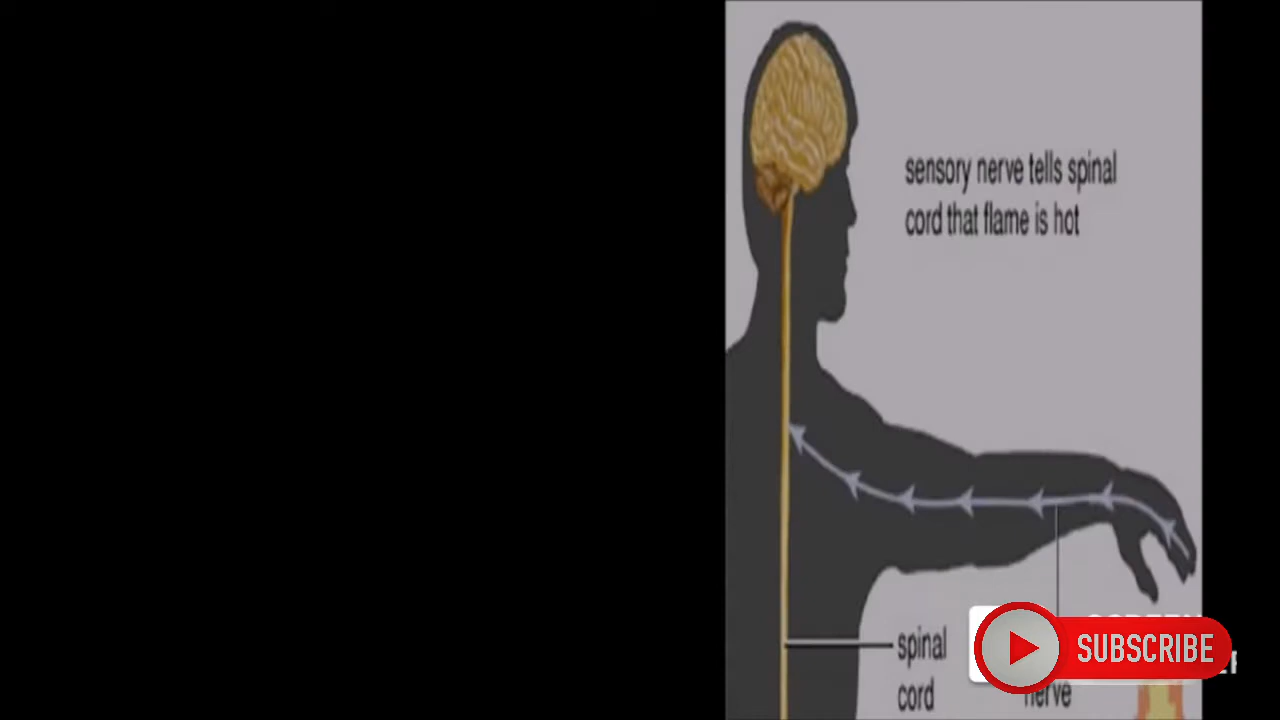 sensory nerve tells spinal
cord that flame is hot
spinal
cord
nerve
SUBSCRIBE